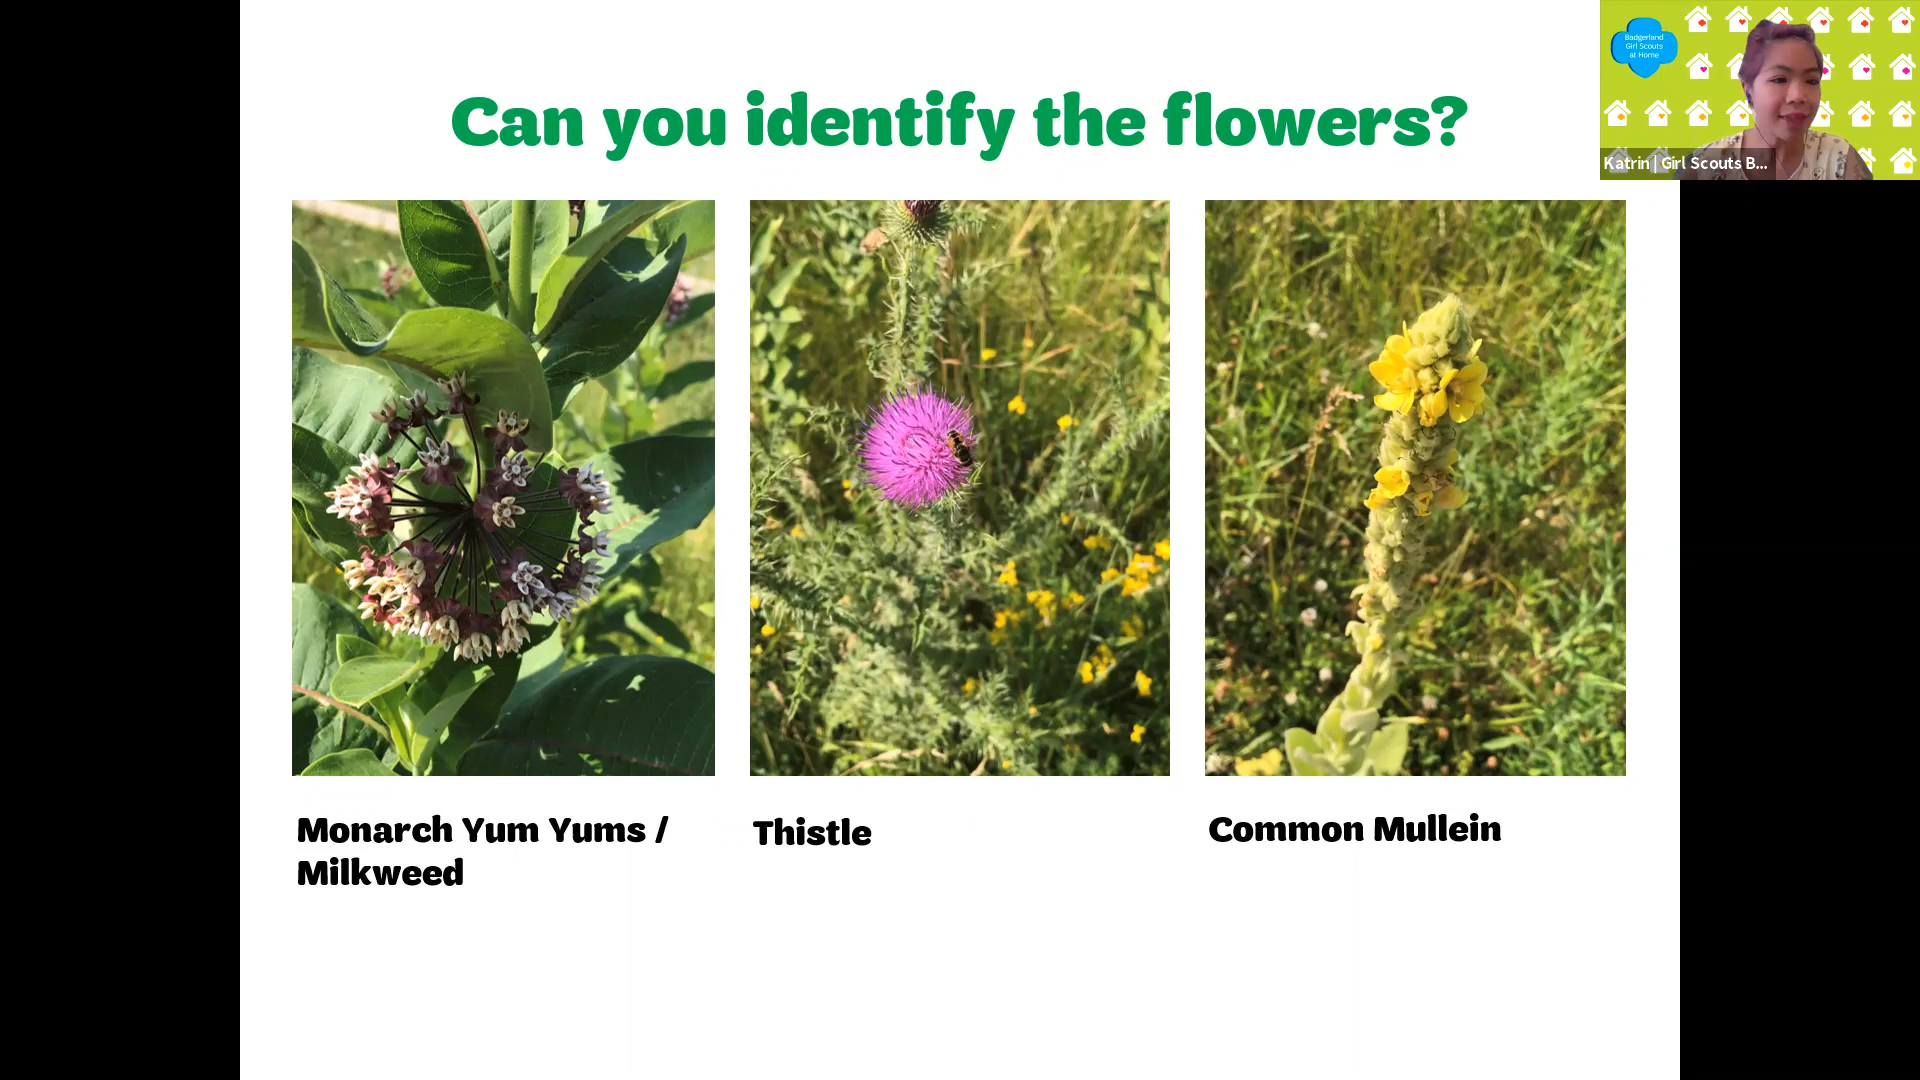 Can you identify the flowers?
Badgerland
Girl Scouts
at Home
Katrin | Girl Scouts B...
Monarch Yum Yums /
Milkweed
Thistle
Common Mullein